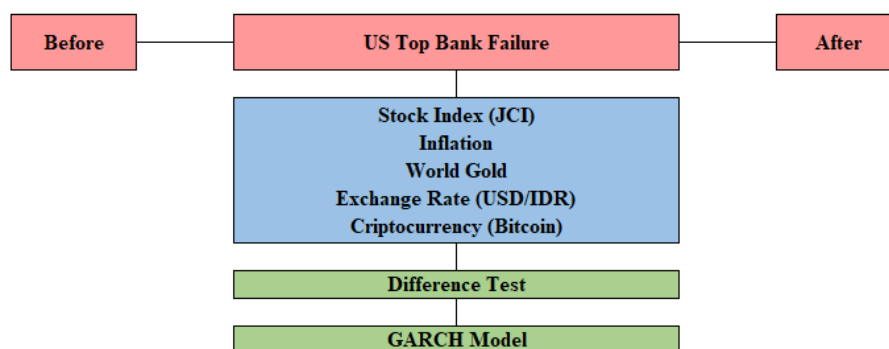 Before
US Top Bank Failure
After
Stock Index (JCI)
Inflation
World Gold
Exchange Rate (USD/IDR)
Criptocurrency (Bitcoin)
Difference Test
GARCH Model